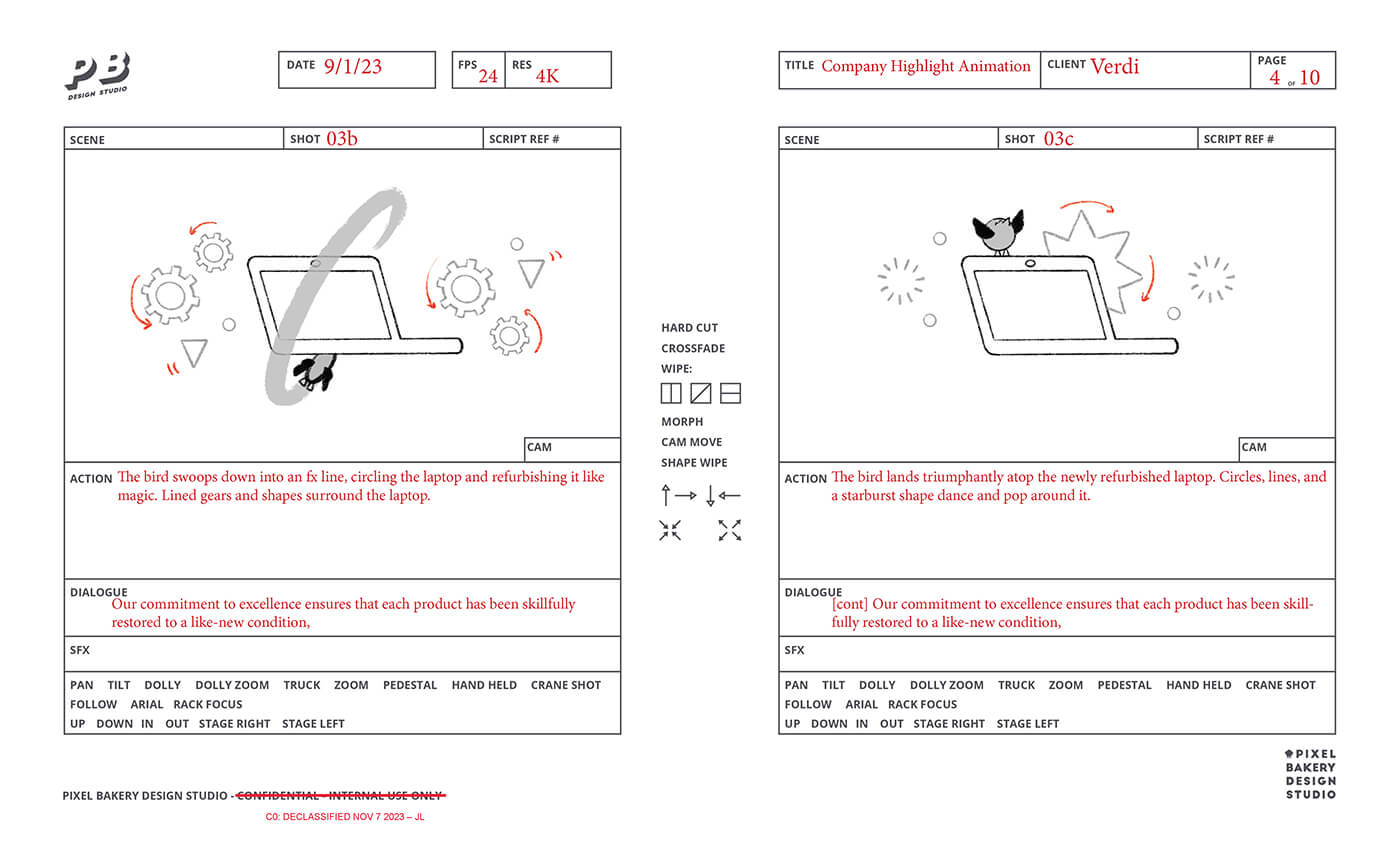 PB
DESIGN STUDIO
DATE 9/1/23
FPS 24 RES 4K
TITLE Company Highlight Animation CLIENT Verdi PAGE 4 OF 10
SCENE SHOT 03b SCRIPT REF #
CAM
ACTION The bird swoops down into an fx line, circling the laptop and refurbishing it like
magic. Lined gears and shapes surround the laptop.
DIALOGUE
Our commitment to excellence ensures that each product has been skillfully
restored to a like-new condition,
SFX
PAN TILT DOLLY DOLLY ZOOM TRUCK ZOOM PEDESTAL HAND HELD CRANE SHOT
FOLLOW ARIAL RACK FOCUS
UP DOWN IN OUT STAGE RIGHT STAGE LEFT
HARD CUT
CROSSFADE
WIPE:
MORPH
CAM MOVE
SHAPE WIPE
SCENE SHOT 03c SCRIPT REF #
CAM
ACTION The bird lands triumphantly atop the newly refurbished laptop. Circles, lines, and
a starburst shape dance and pop around it.
DIALOGUE
[cont] Our commitment to excellence ensures that each product has been skill-
fully restored to a like-new condition,
SFX
PAN TILT DOLLY DOLLY ZOOM TRUCK ZOOM PEDESTAL HAND HELD CRANE SHOT
FOLLOW ARIAL RACK FOCUS
UP DOWN IN OUT STAGE RIGHT STAGE LEFT
PIXEL BAKERY DESIGN STUDIO - CONFIDENTIAL - INTERNAL USE ONLY
C0: DECLASSIFIED NOV 7 2023 – JL
PIXEL
BAKERY
DESIGN
STUDIO